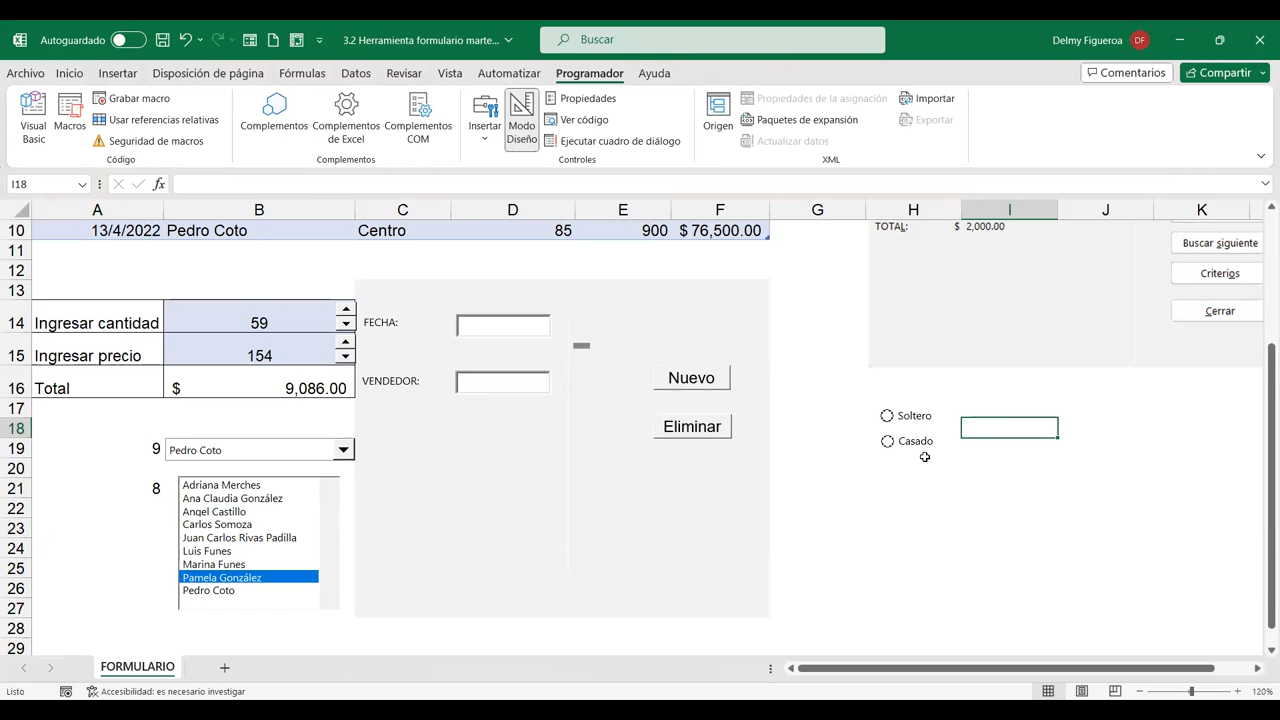 Autoguardado
3.2 Herramienta formulario marte...
Buscar
Delmy Figueroa
DF
Archivo Inicio Insertar Disposición de página Fórmulas Datos Revisar Vista Automatizar Programador Ayuda
Comentarios
Compartir
Visual Basic
Macros
Grabar macro
Usar referencias relativas
Seguridad de macros
Código
Complementos
Complementos de Excel
Complementos COM
Complementos
Insertar
Modo Diseño
Propiedades
Ver código
Ejecutar cuadro de diálogo
Controles
Origen
Propiedades de la asignación
Paquetes de expansión
Actualizar datos
Importar
Exportar
XML
I18
fx
A B C D E F G H I J K
10 13/4/2022 Pedro Coto Centro 85 900 $ 76,500.00
TOTAL: $ 2,000.00
Buscar siguiente
11
12
Criterios
13
14 Ingresar cantidad 59
FECHA:
Cerrar
15 Ingresar precio 154
16 Total $ 9,086.00
VENDEDOR:
Nuevo
17
Soltero
18
Eliminar
Casado
19 9 Pedro Coto
20
21 8 Adriana Merches
Ana Claudia González
22 Angel Castillo
23 Carlos Somoza
Juan Carlos Rivas Padilla
24
25 Luis Funes
Marina Funes
Pamela González
26 Pedro Coto
27
28
29
FORMULARIO
Listo
Accesibilidad: es necesario investigar
120%